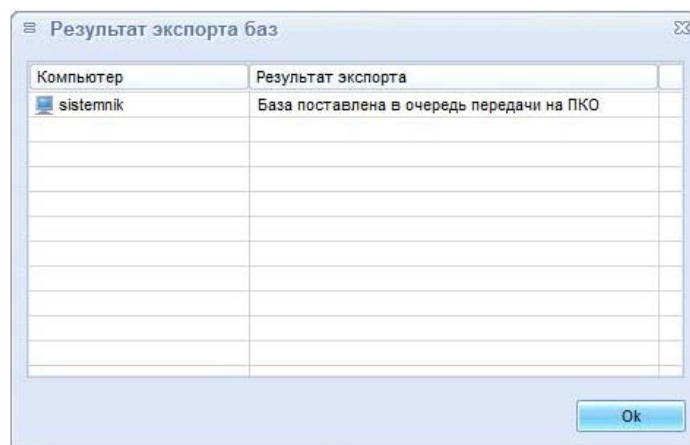 Результат экспорта баз
Компьютер Результат экспорта
sistemnik База поставлена в очередь передачи на ПКО
Ok